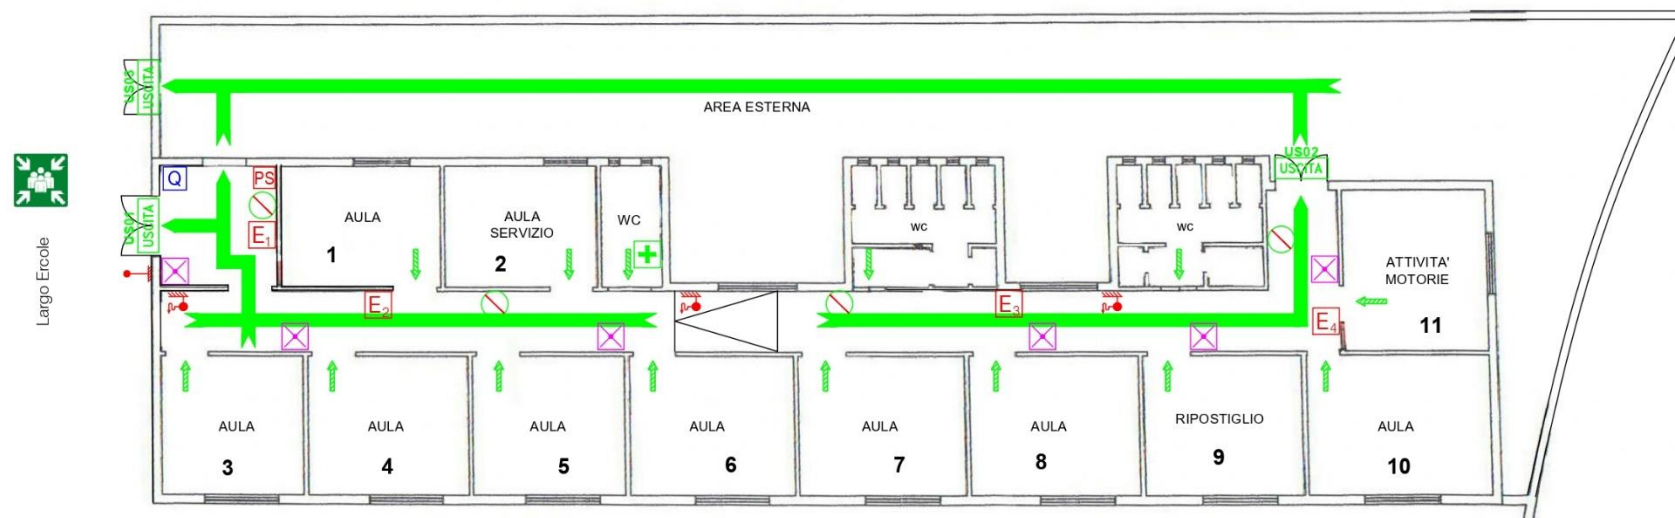 US03
USCITA
AREA ESTERNA
US02
USCITA
Q
PS
US01
USCITA
E1
AULA
1
AULA
SERVIZIO
2
WC
WC
WC
ATTIVITA'
MOTORIE
11
Largo Ercole
E2
E3
E4
AULA
3
AULA
4
AULA
5
AULA
6
AULA
7
AULA
8
RIPOSTIGLIO
9
AULA
10